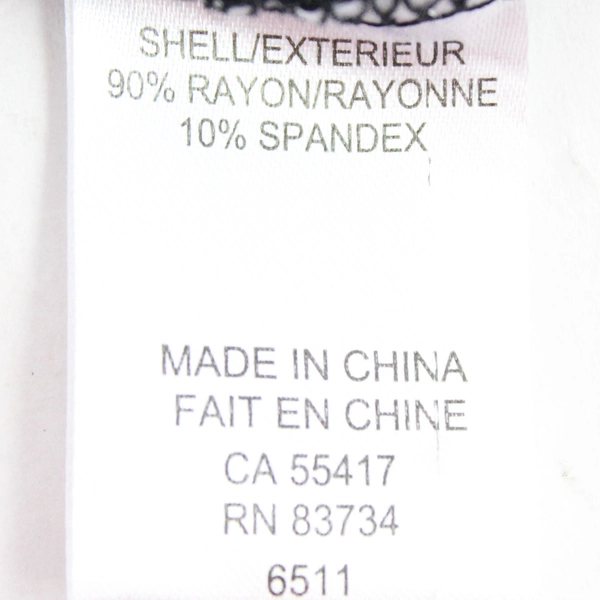 SHELL/EXTERIEUR
90% RAYON/RAYONNE
10% SPANDEX
MADE IN CHINA
FAIT EN CHINE
CA 55417
RN 83734
6511